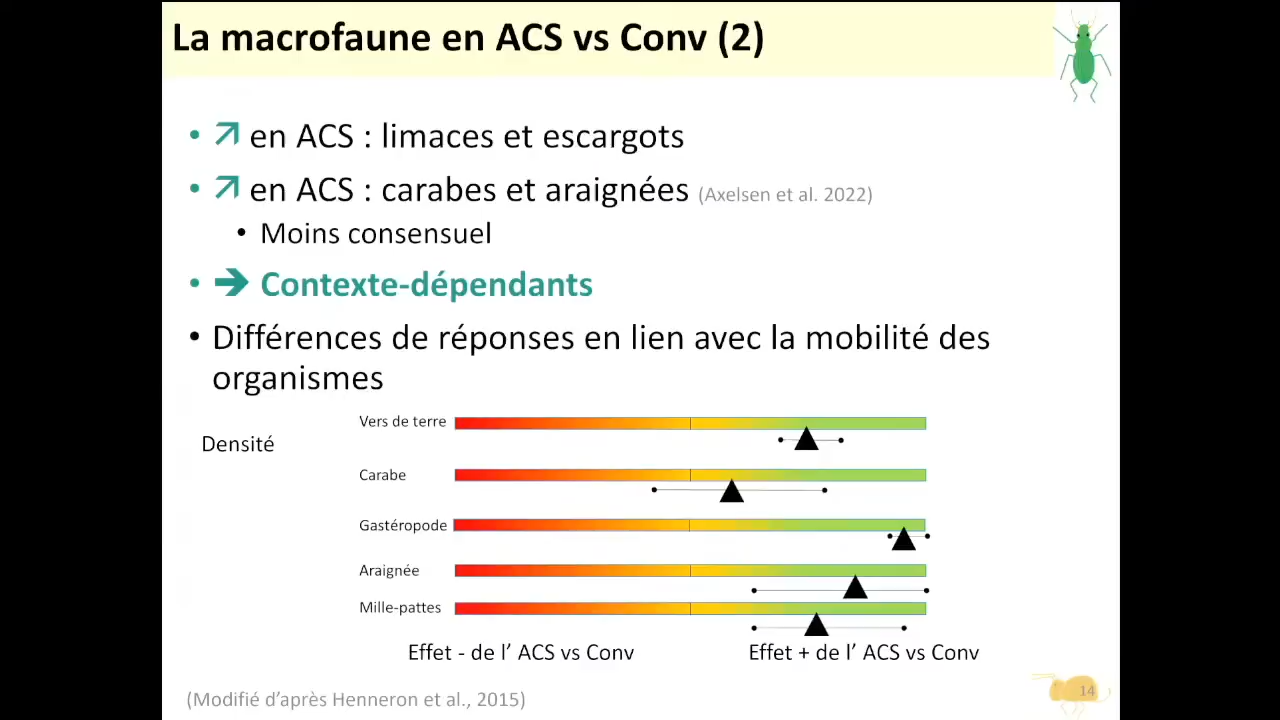 La macrofaune en ACS vs Conv (2)
• ↗ en ACS : limaces et escargots
• ↗ en ACS : carabes et araignées (Axelsen et al. 2022)
• Moins consensuel
• ➔ Contexte-dépendants
• Différences de réponses en lien avec la mobilité des
organismes
Densité
Vers de terre
Carabe
Gastéropode
Araignée
Mille-pattes
Effet - de l’ ACS vs Conv
Effet + de l’ ACS vs Conv
(Modifié d’après Henneron et al., 2015)
14